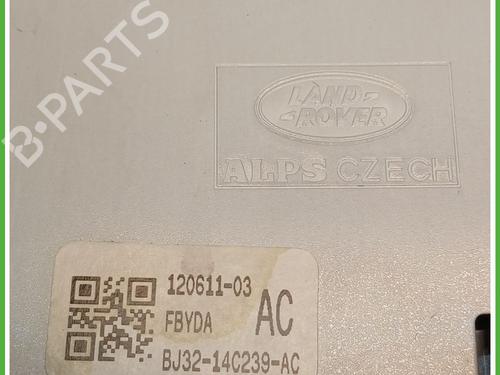 B-PARTS
LAND-
-ROVER
ALPS CZECH
120611-03
FBYDA
AC
BJ32-14C239-AC